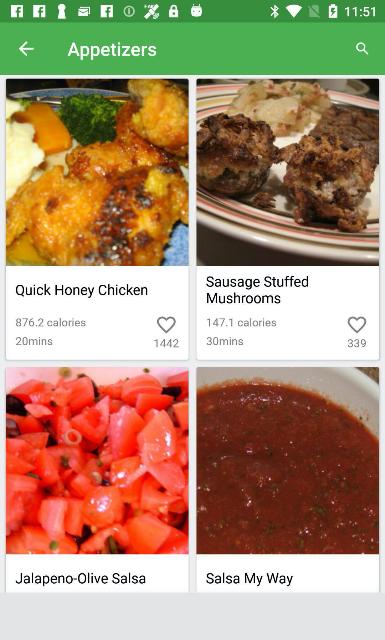 11:51
Appetizers
Quick Honey Chicken
876.2 calories
20mins
1442
Sausage Stuffed
Mushrooms
147.1 calories
30mins
339
Jalapeno-Olive Salsa
Salsa My Way